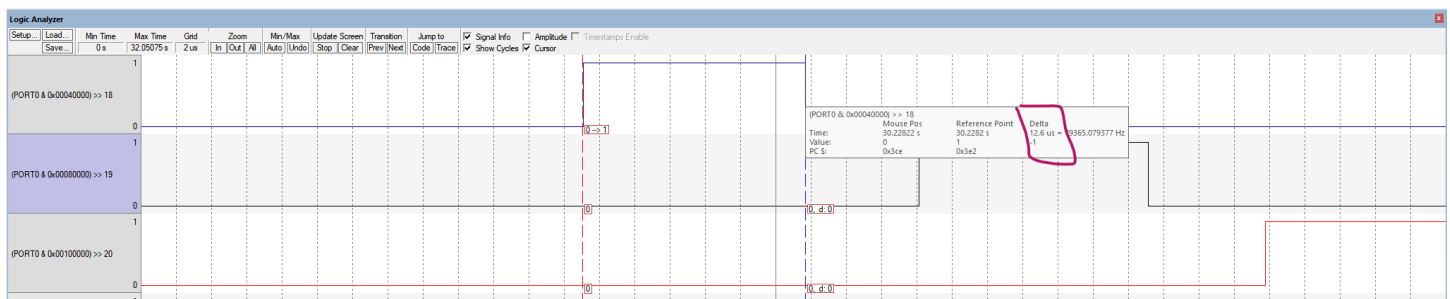 Logic Analyzer
Setup... Load... Min Time Max Time Grid Zoom Min/Max Update Screen Transition Jump to Signal Info Amplitude Timestamps Enable
Save... 0 s 32.05075 s 2 us In Out All Auto Undo Stop Clear Prev Next Code Trace Show Cycles Cursor
1
(PORT0 & 0x00040000) >> 18
0
0 --> 1
(PORT0 & 0x00040000) >> 18
Mouse Pos Reference Point Delta
Time: 30.22822 s 30.2282 s 12.6 us = 79365.079377 Hz
Value: 0 1 -1
PC $: 0x3ce 0x3e2
1
(PORT0 & 0x00080000) >> 19
0
0
0, d: 0
1
(PORT0 & 0x00100000) >> 20
0
0
0, d: 0